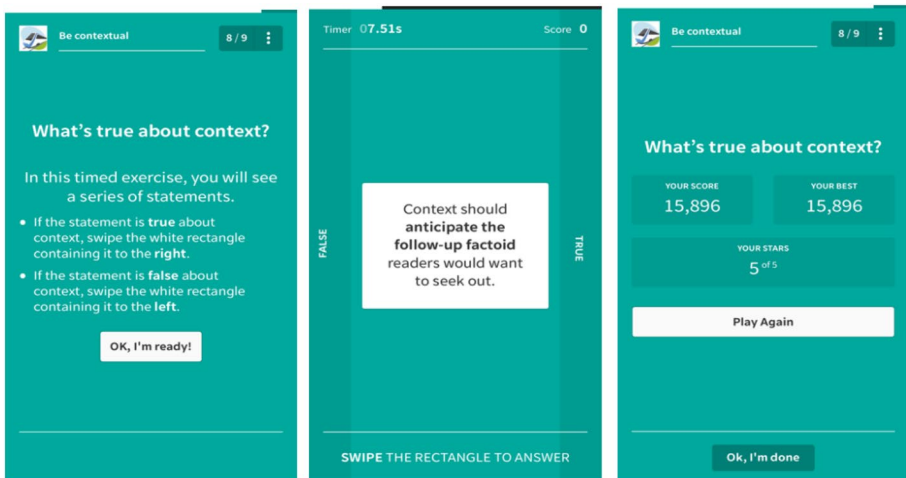 Be contextual
8 / 9
What's true about context?
In this timed exercise, you will see
a series of statements.
• If the statement is true about
context, swipe the white rectangle
containing it to the right.
• If the statement is false about
context, swipe the white rectangle
containing it to the left.
OK, I'm ready!
Timer 07.51s
Score 0
FALSE
Context should
anticipate the
follow-up factoid
readers would want
to seek out.
TRUE
SWIPE THE RECTANGLE TO ANSWER
Be contextual
8 / 9
What's true about context?
YOUR SCORE
15,896
YOUR BEST
15,896
YOUR STARS
5 of 5
Play Again
Ok, I'm done